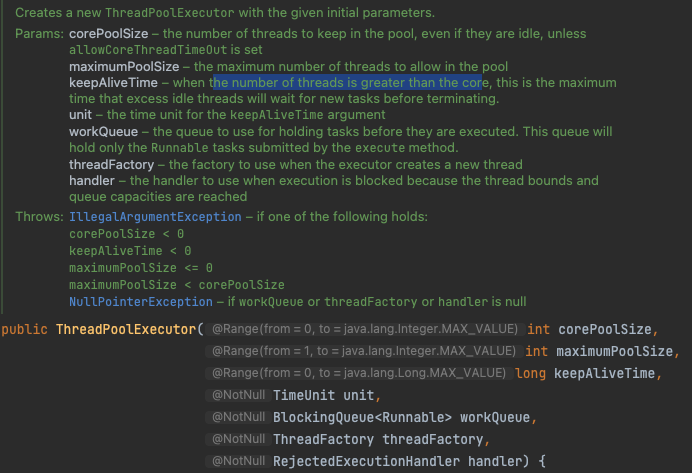 Creates a new ThreadPoolExecutor with the given initial parameters.
Params: corePoolSize – the number of threads to keep in the pool, even if they are idle, unless
allowCoreThreadTimeOut is set
maximumPoolSize – the maximum number of threads to allow in the pool
keepAliveTime – when the number of threads is greater than the core, this is the maximum
time that excess idle threads will wait for new tasks before terminating.
unit – the time unit for the keepAliveTime argument
workQueue – the queue to use for holding tasks before they are executed. This queue will
hold only the Runnable tasks submitted by the execute method.
threadFactory – the factory to use when the executor creates a new thread
handler – the handler to use when execution is blocked because the thread bounds and
queue capacities are reached
Throws: IllegalArgumentException – if one of the following holds:
corePoolSize < 0
keepAliveTime < 0
maximumPoolSize <= 0
maximumPoolSize < corePoolSize
NullPointerException – if workQueue or threadFactory or handler is null
public ThreadPoolExecutor( @Range(from = 0, to = java.lang.Integer.MAX_VALUE) int corePoolSize,
@Range(from = 1, to = java.lang.Integer.MAX_VALUE) int maximumPoolSize,
@Range(from = 0, to = java.lang.Long.MAX_VALUE) long keepAliveTime,
@NotNull TimeUnit unit,
@NotNull BlockingQueue<Runnable> workQueue,
@NotNull ThreadFactory threadFactory,
@NotNull RejectedExecutionHandler handler) {